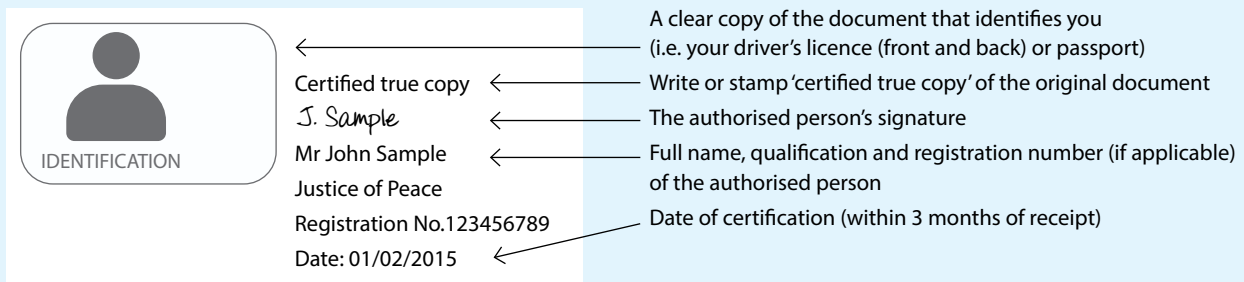 IDENTIFICATION
Certified true copy
J. Sample
Mr John Sample
Justice of Peace
Registration No.123456789
Date: 01/02/2015
A clear copy of the document that identifies you
(i.e. your driver’s licence (front and back) or passport)
Write or stamp ‘certified true copy’ of the original document
The authorised person’s signature
Full name, qualification and registration number (if applicable)
of the authorised person
Date of certification (within 3 months of receipt)